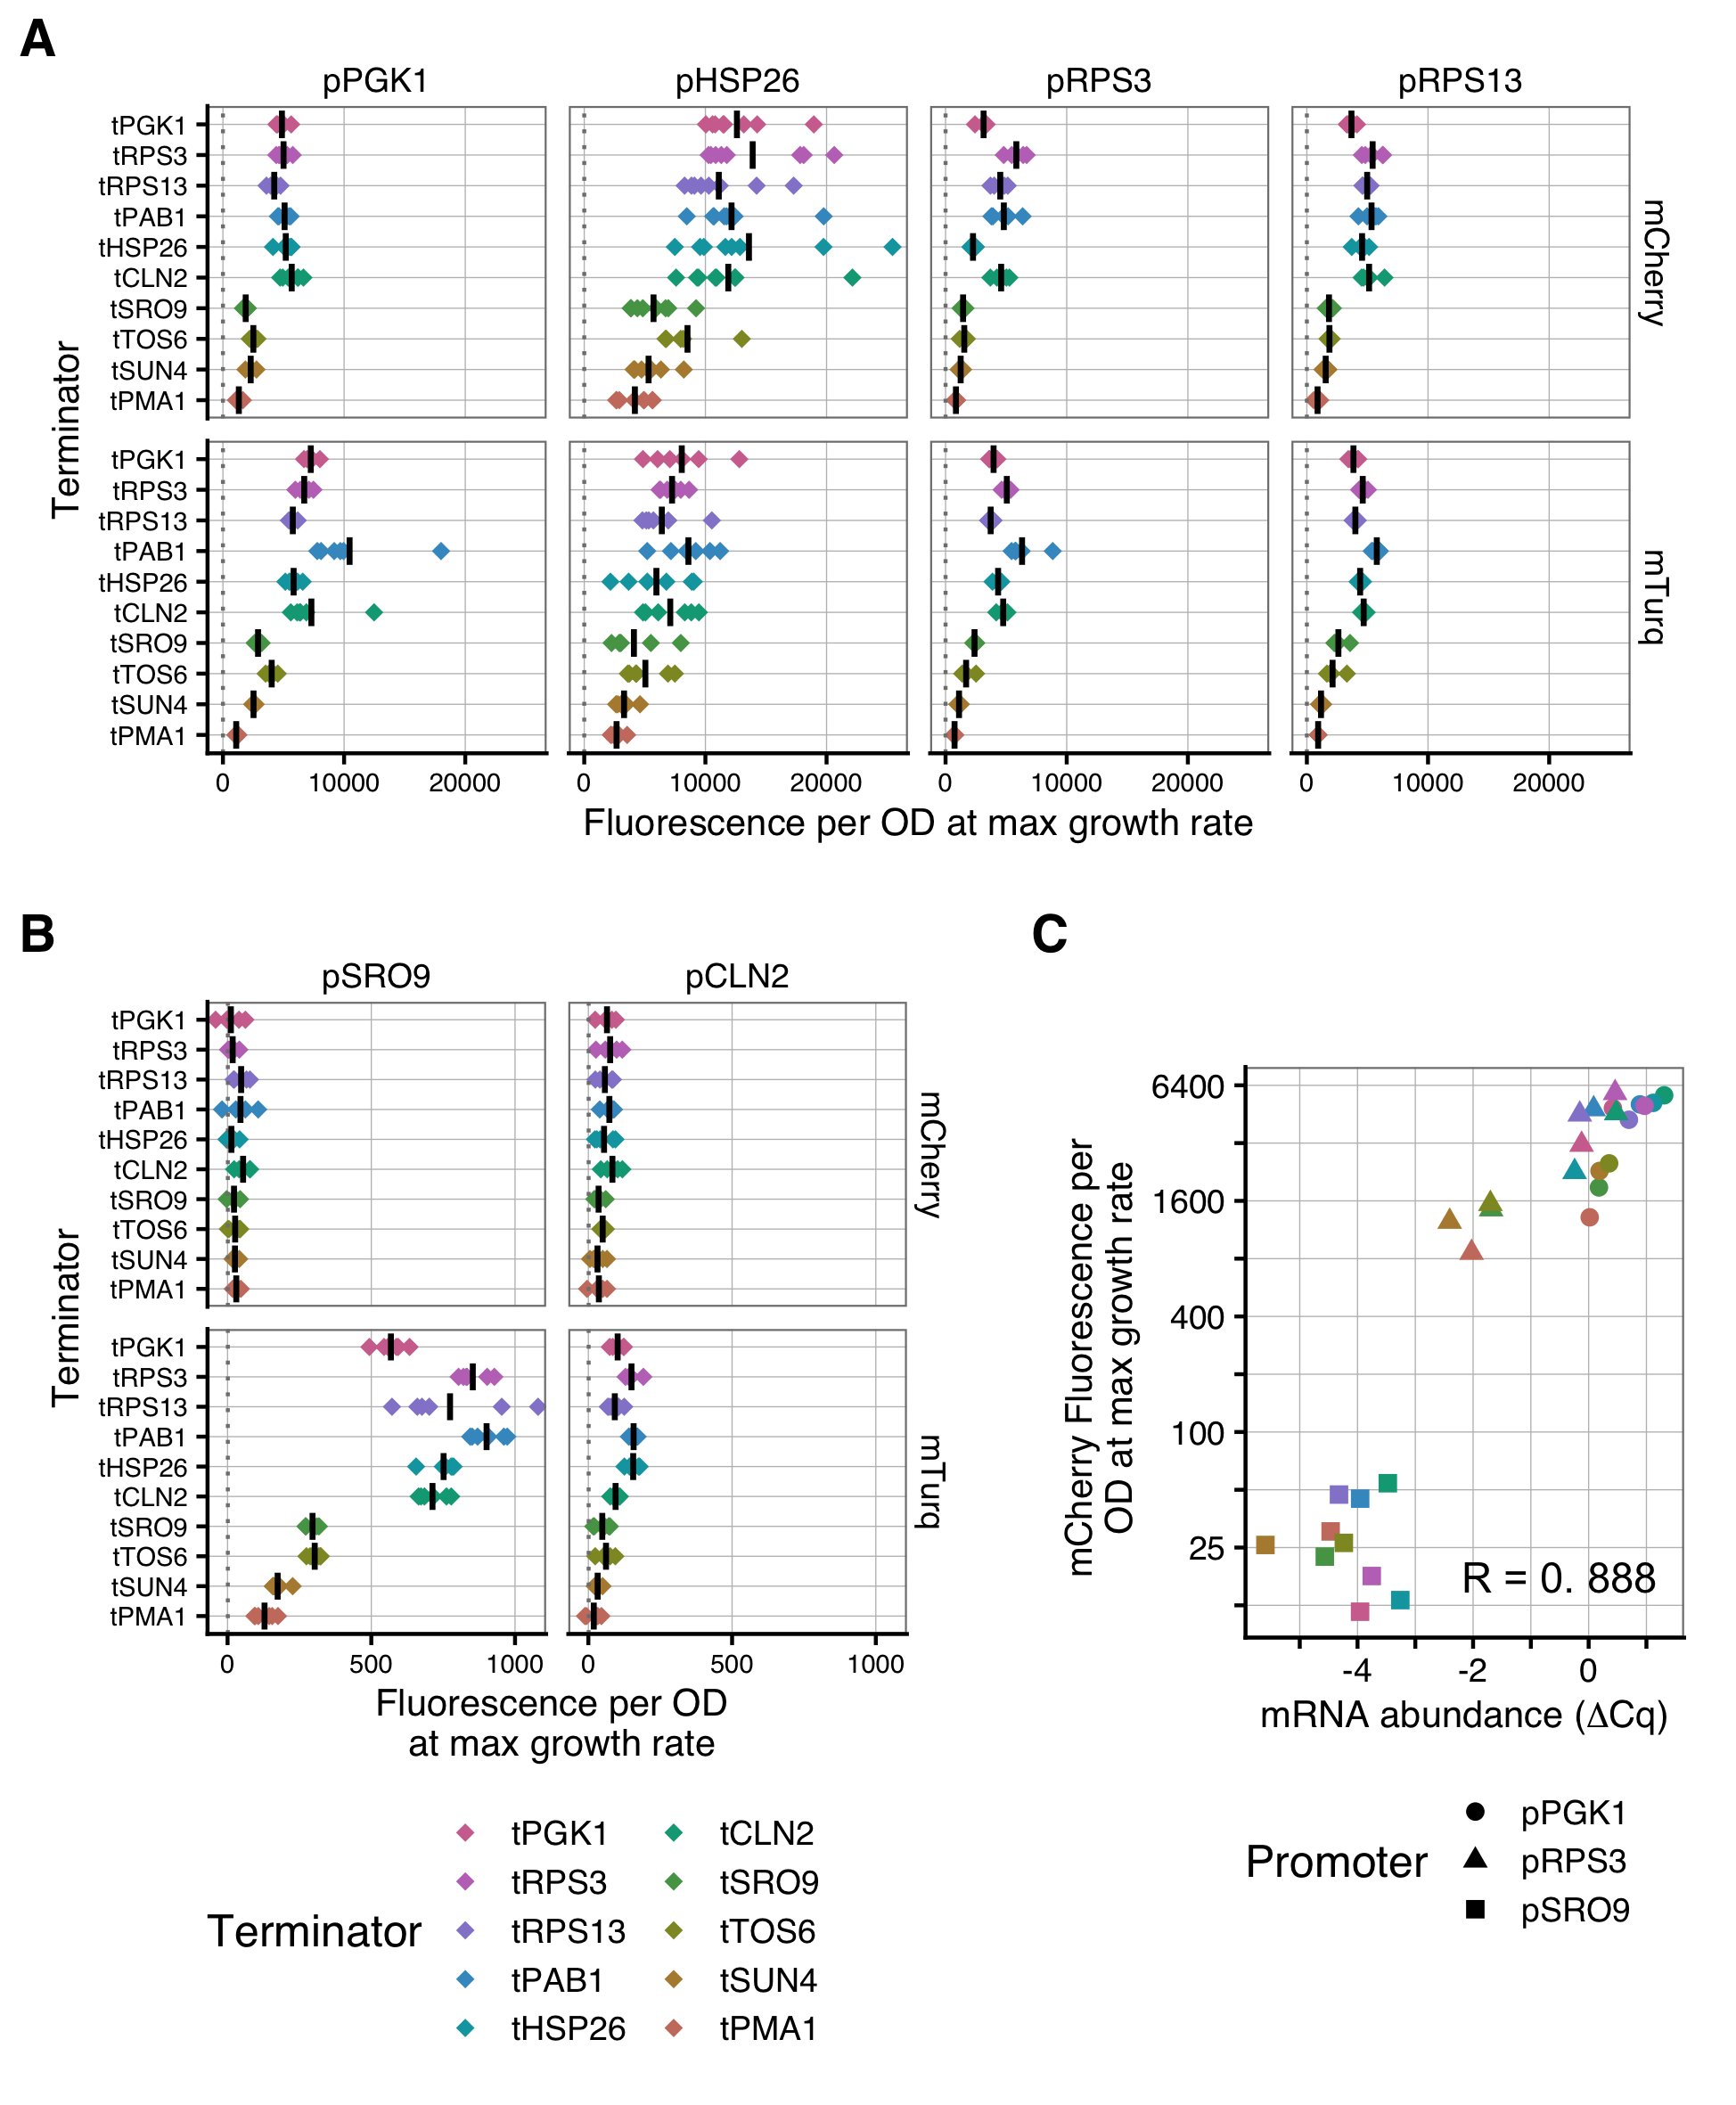 A
pPGK1 pHSP26 pRPS3 pRPS13
tPGK1
tRPS3
tRPS13
tPAB1
tHSP26
tCLN2
tSRO9
tTOS6
tSUN4
tPMA1
mCherry
Terminator
tPGK1
tRPS3
tRPS13
tPAB1
tHSP26
tCLN2
tSRO9
tTOS6
tSUN4
tPMA1
mTurq
0 10000 20000 0 10000 20000 0 10000 20000 0 10000 20000
Fluorescence per OD at max growth rate
B
pSRO9 pCLN2
tPGK1
tRPS3
tRPS13
tPAB1
tHSP26
tCLN2
tSRO9
tTOS6
tSUN4
tPMA1
mCherry
Terminator
tPGK1
tRPS3
tRPS13
tPAB1
tHSP26
tCLN2
tSRO9
tTOS6
tSUN4
tPMA1
mTurq
0 500 1000 0 500 1000
Fluorescence per OD
at max growth rate
C
mCherry Fluorescence per
OD at max growth rate
6400
1600
400
100
25
R = 0. 888
-4 -2 0
mRNA abundance (ΔCq)
Terminator
tPGK1 tCLN2
tRPS3 tSRO9
tRPS13 tTOS6
tPAB1 tSUN4
tHSP26 tPMA1
Promoter
pPGK1
pRPS3
pSRO9